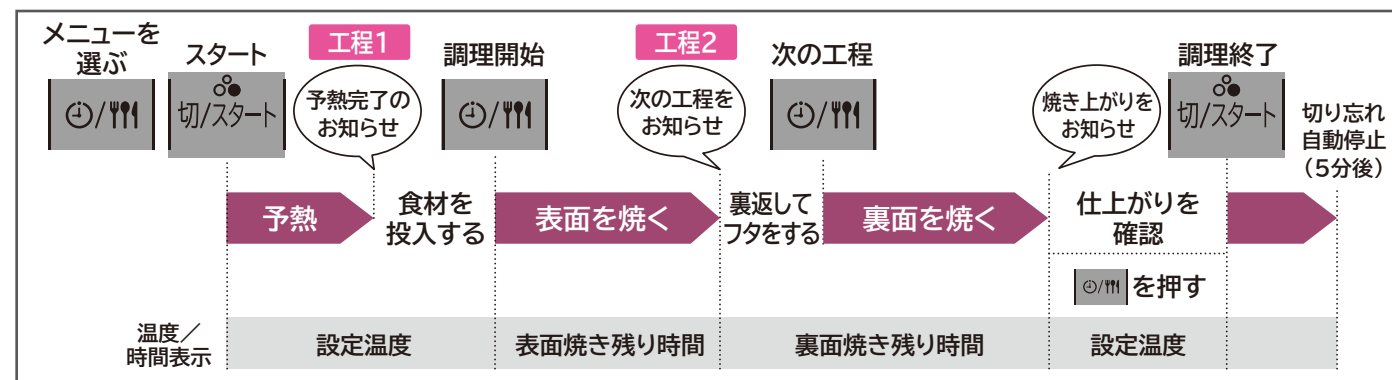 メニューを
選ぶ
スタート
工程1
調理開始
工程2
次の工程
調理終了
切/スタート
予熱完了の
お知らせ
次の工程を
お知らせ
焼き上がりを
お知らせ
切/スタート
切り忘れ
自動停止
(5分後)
予熱
食材を
投入する
表面を焼く
裏返して
フタをする
裏面を焼く
仕上がりを
確認
を押す
温度／
時間表示
設定温度
表面焼き残り時間
裏面焼き残り時間
設定温度